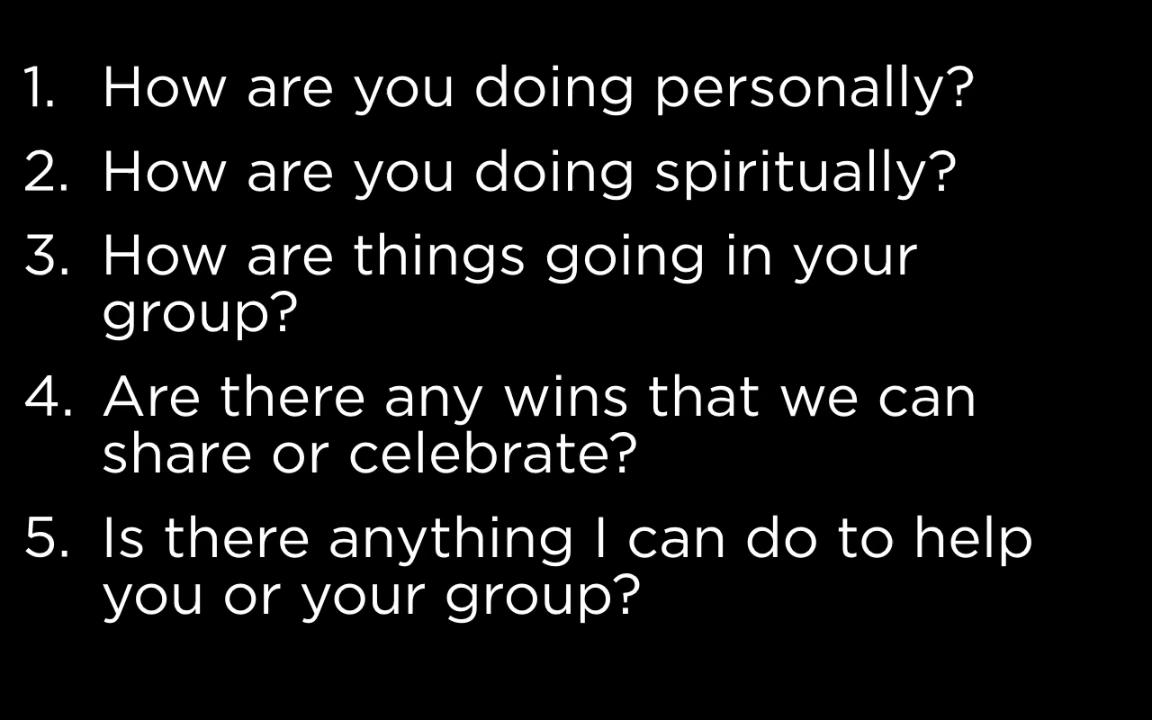 1. How are you doing personally?
2. How are you doing spiritually?
3. How are things going in your
group?
4. Are there any wins that we can
share or celebrate?
5. Is there anything I can do to help
you or your group?